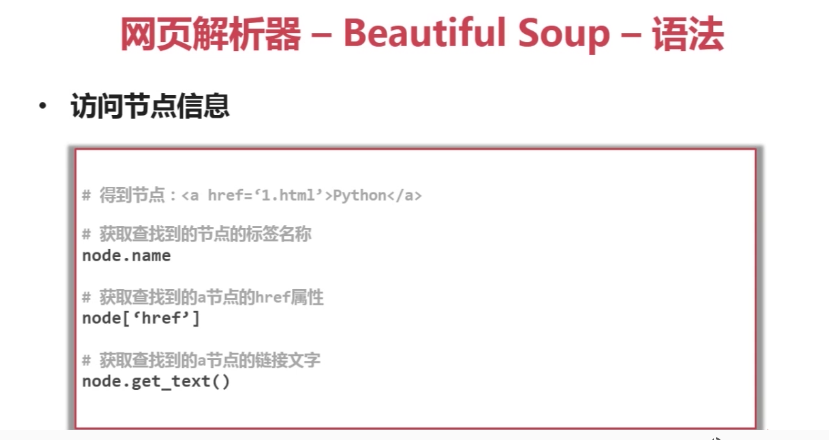 网页解析器 – Beautiful Soup – 语法
• 访问节点信息
# 得到节点：<a href=‘1.html’>Python</a>
# 获取查找到的节点的标签名称
node.name
# 获取查找到的a节点的href属性
node[‘href’]
# 获取查找到的a节点的链接文字
node.get_text()